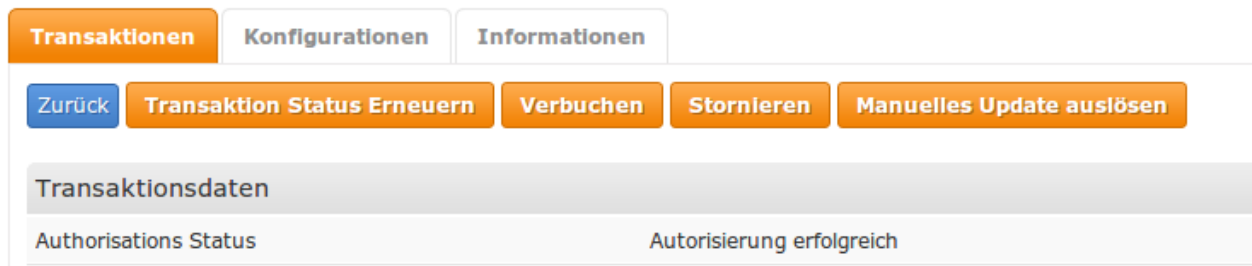 Transaktionen Konfigurationen Informationen
Zurück Transaktion Status Erneuern Verbuchen Stornieren Manuelles Update auslösen
Transaktionsdaten
Authorisations Status Autorisierung erfolgreich